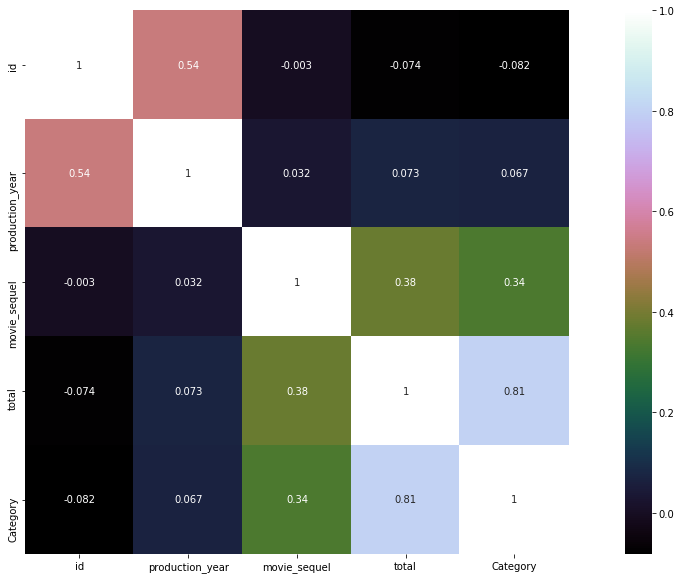 id 1 0.54 -0.003 -0.074 -0.082
production_year 0.54 1 0.032 0.073 0.067
movie_sequel -0.003 0.032 1 0.38 0.34
total -0.074 0.073 0.38 1 0.81
Category -0.082 0.067 0.34 0.81 1
id production_year movie_sequel total Category
1.0
0.8
0.6
0.4
0.2
0.0